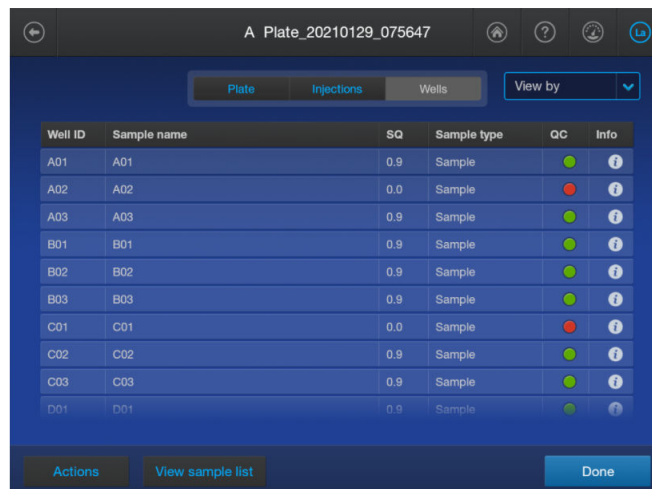 A Plate_20210129_075647
?
La
Plate Injections Wells
View by
Well ID Sample name SQ Sample type QC Info
A01 A01 0.9 Sample i
A02 A02 0.0 Sample i
A03 A03 0.9 Sample i
B01 B01 0.9 Sample i
B02 B02 0.9 Sample i
B03 B03 0.9 Sample i
C01 C01 0.0 Sample i
C02 C02 0.9 Sample i
C03 C03 0.9 Sample i
D01 D01 0.9 Sample i
Actions View sample list Done